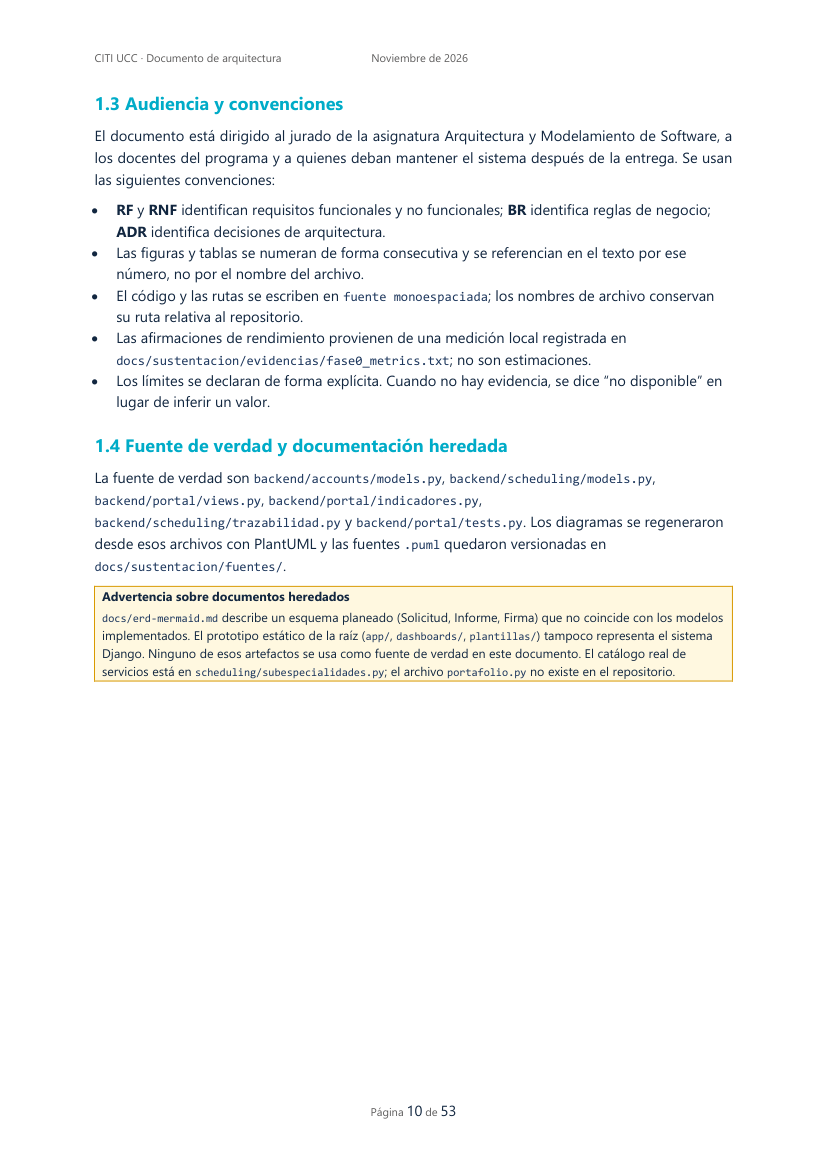 CITI UCC · Documento de arquitectura Noviembre de 2026
1.3 Audiencia y convenciones
El documento está dirigido al jurado de la asignatura Arquitectura y Modelamiento de Software, a
los docentes del programa y a quienes deban mantener el sistema después de la entrega. Se usan
las siguientes convenciones:
• RF y RNF identifican requisitos funcionales y no funcionales; BR identifica reglas de negocio;
ADR identifica decisiones de arquitectura.
• Las figuras y tablas se numeran de forma consecutiva y se referencian en el texto por ese
número, no por el nombre del archivo.
• El código y las rutas se escriben en fuente monoespaciada; los nombres de archivo conservan
su ruta relativa al repositorio.
• Las afirmaciones de rendimiento provienen de una medición local registrada en
docs/sustentacion/evidencias/fase0_metrics.txt; no son estimaciones.
• Los límites se declaran de forma explícita. Cuando no hay evidencia, se dice “no disponible” en
lugar de inferir un valor.
1.4 Fuente de verdad y documentación heredada
La fuente de verdad son backend/accounts/models.py, backend/scheduling/models.py,
backend/portal/views.py, backend/portal/indicadores.py,
backend/scheduling/trazabilidad.py y backend/portal/tests.py. Los diagramas se regeneraron
desde esos archivos con PlantUML y las fuentes .puml quedaron versionadas en
docs/sustentacion/fuentes/.
Advertencia sobre documentos heredados
docs/erd-mermaid.md describe un esquema planeado (Solicitud, Informe, Firma) que no coincide con los modelos
implementados. El prototipo estático de la raíz (app/, dashboards/, plantillas/) tampoco representa el sistema
Django. Ninguno de esos artefactos se usa como fuente de verdad en este documento. El catálogo real de
servicios está en scheduling/subespecialidades.py; el archivo portafolio.py no existe en el repositorio.
Página 10 de 53